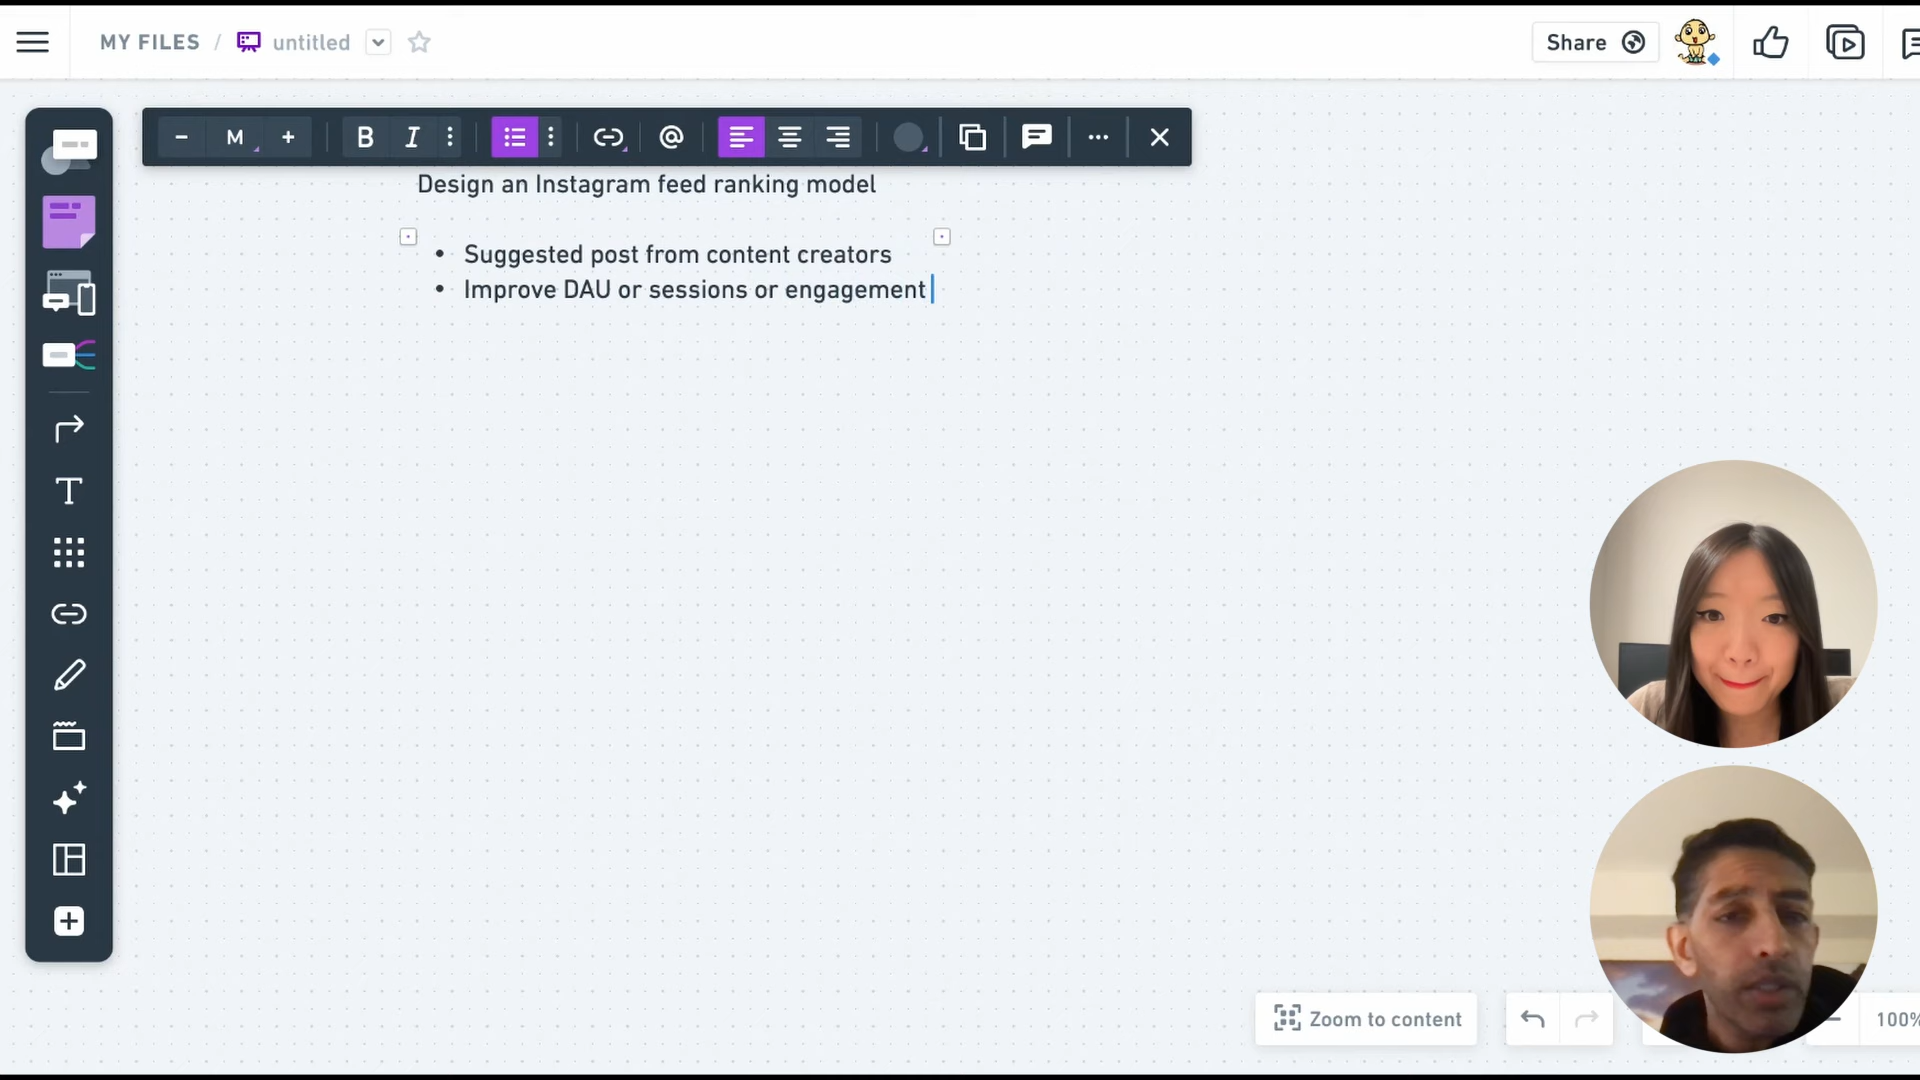 MY FILES / untitled
Share
M
B I
@
Design an Instagram feed ranking model
• Suggested post from content creators
• Improve DAU or sessions or engagement
T
Zoom to content
100%